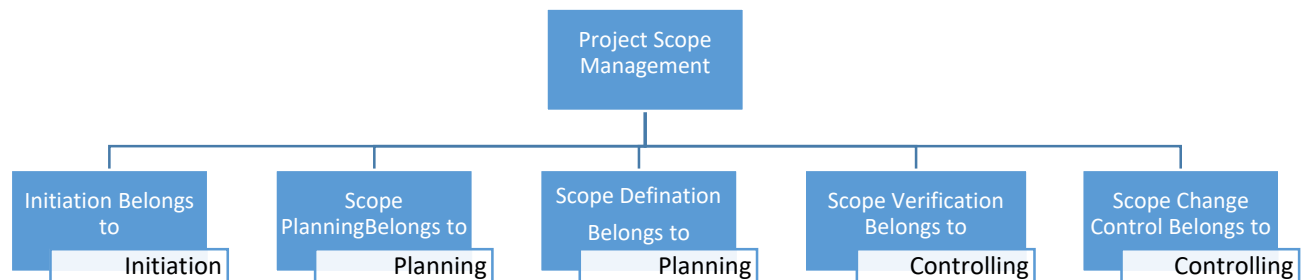 Project Scope
Management
Initiation Belongs
to
Initiation
Scope
PlanningBelongs to
Planning
Scope Defination
Belongs to
Planning
Scope Verification
Belongs to
Controlling
Scope Change
Control Belongs to
Controlling